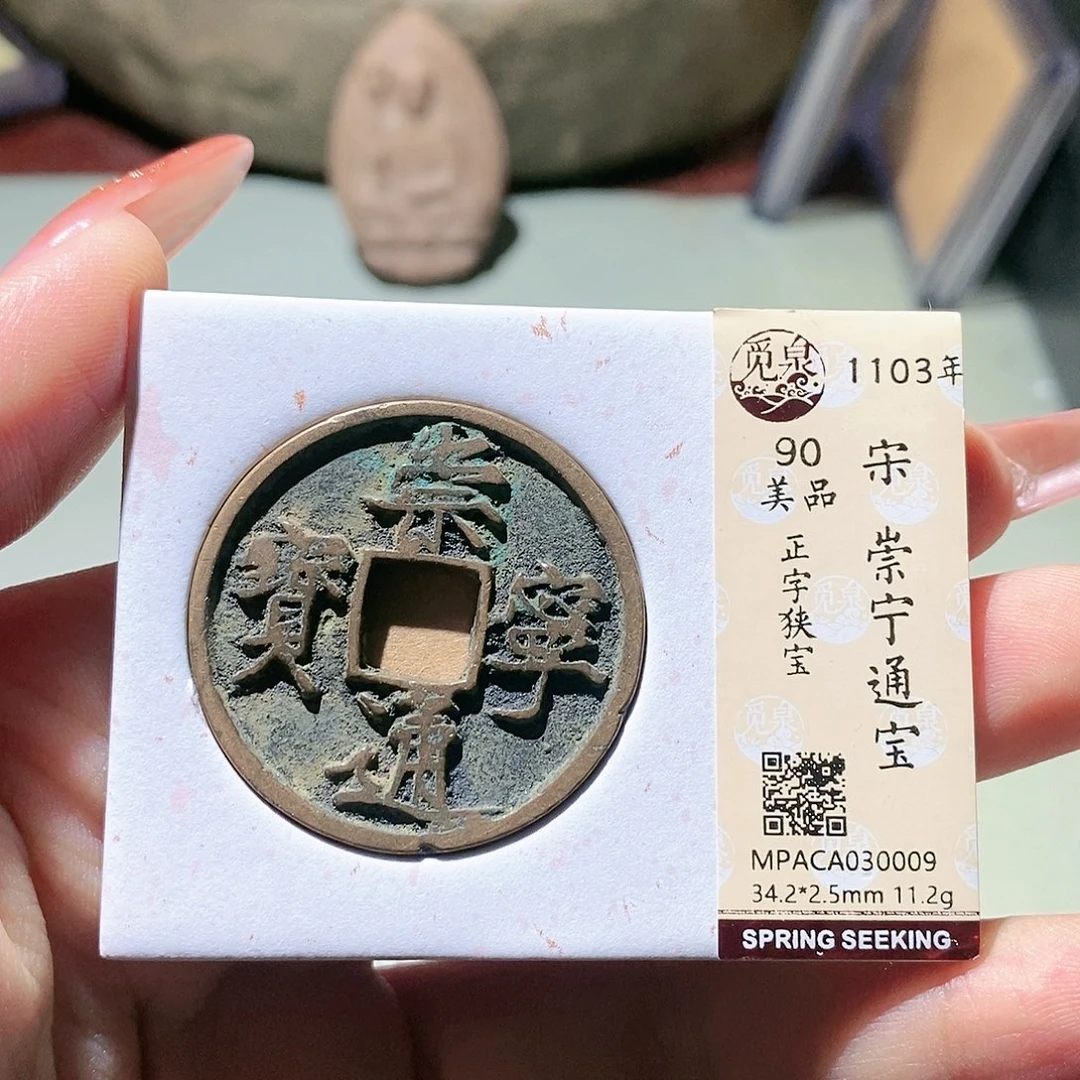 崇
寧
通
寶
觅泉
1103年
90
美品
正字狭宝
宋 崇宁通宝
MPACA030009
34.2*2.5mm 11.2g
SPRING SEEKING